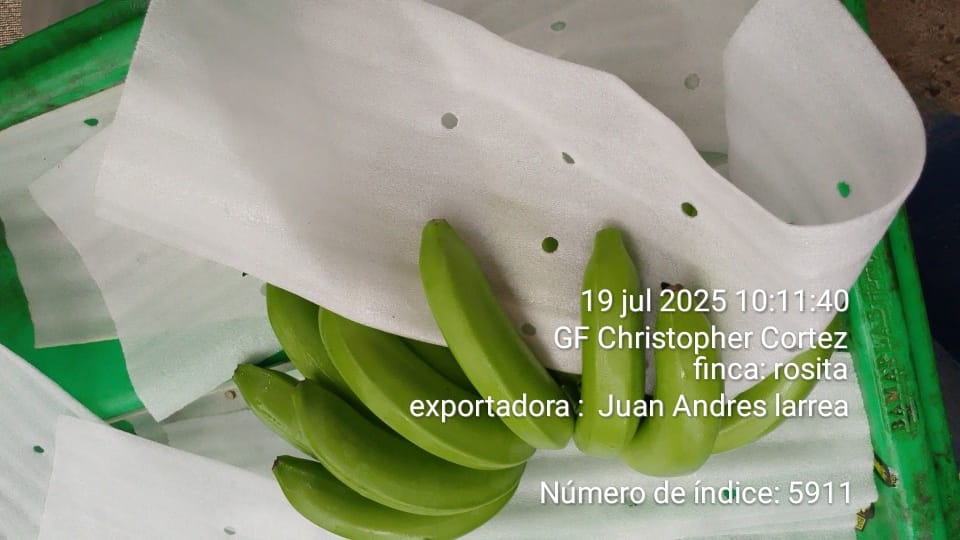 19 jul 2025 10:11:40
GF Christopher Cortez
finca: rosita
exportadora : Juan Andres larrea
Número de índice: 5911